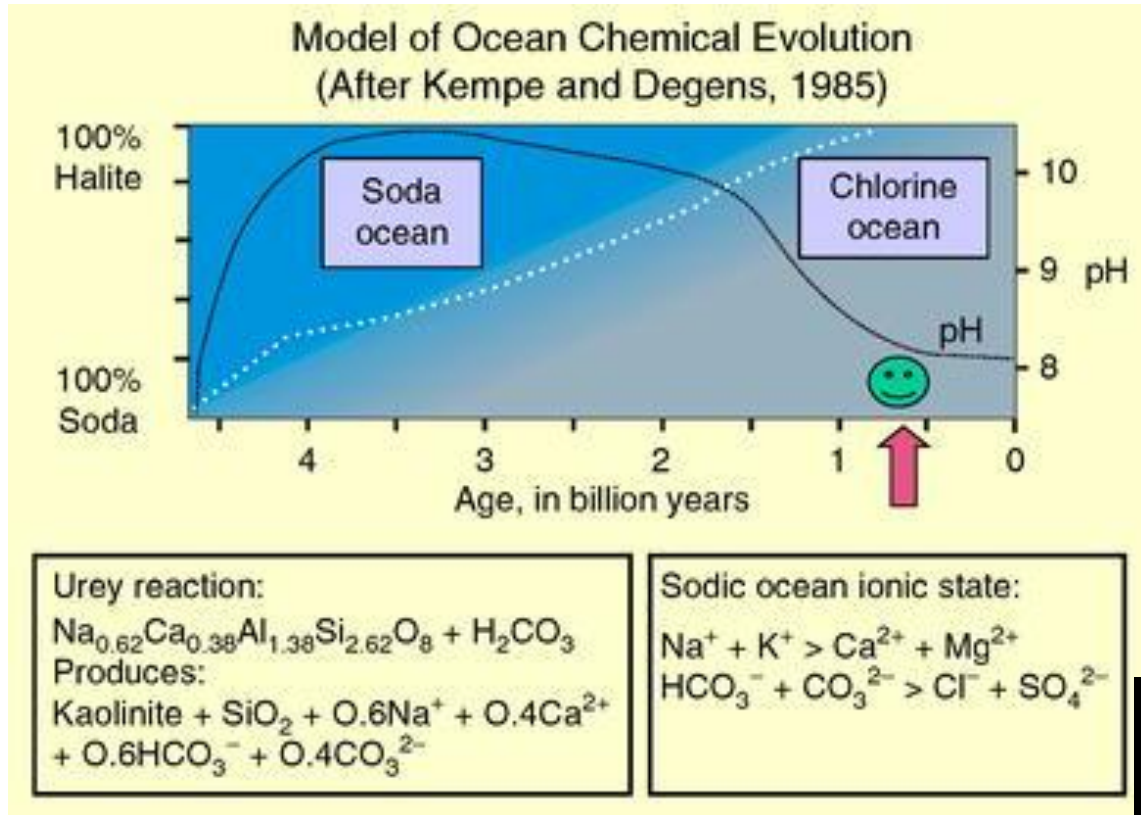 Model of Ocean Chemical Evolution
(After Kempe and Degens, 1985)
100%
Halite
100%
Soda
Soda
ocean
Chlorine
ocean
pH
10
9
8
pH
4 3 2 1 0
Age, in billion years
Urey reaction:
Na₀.₆₂Ca₀.₃₈Al₁.₃₈Si₂.₆₂O₈ + H₂CO₃
Produces:
Kaolinite + SiO₂ + O.6Na⁺ + O.4Ca²⁺
+ O.6HCO₃⁻ + O.4CO₃²⁻
Sodic ocean ionic state:
Na⁺ + K⁺ > Ca²⁺ + Mg²⁺
HCO₃⁻ + CO₃²⁻ > Cl⁻ + SO₄²⁻